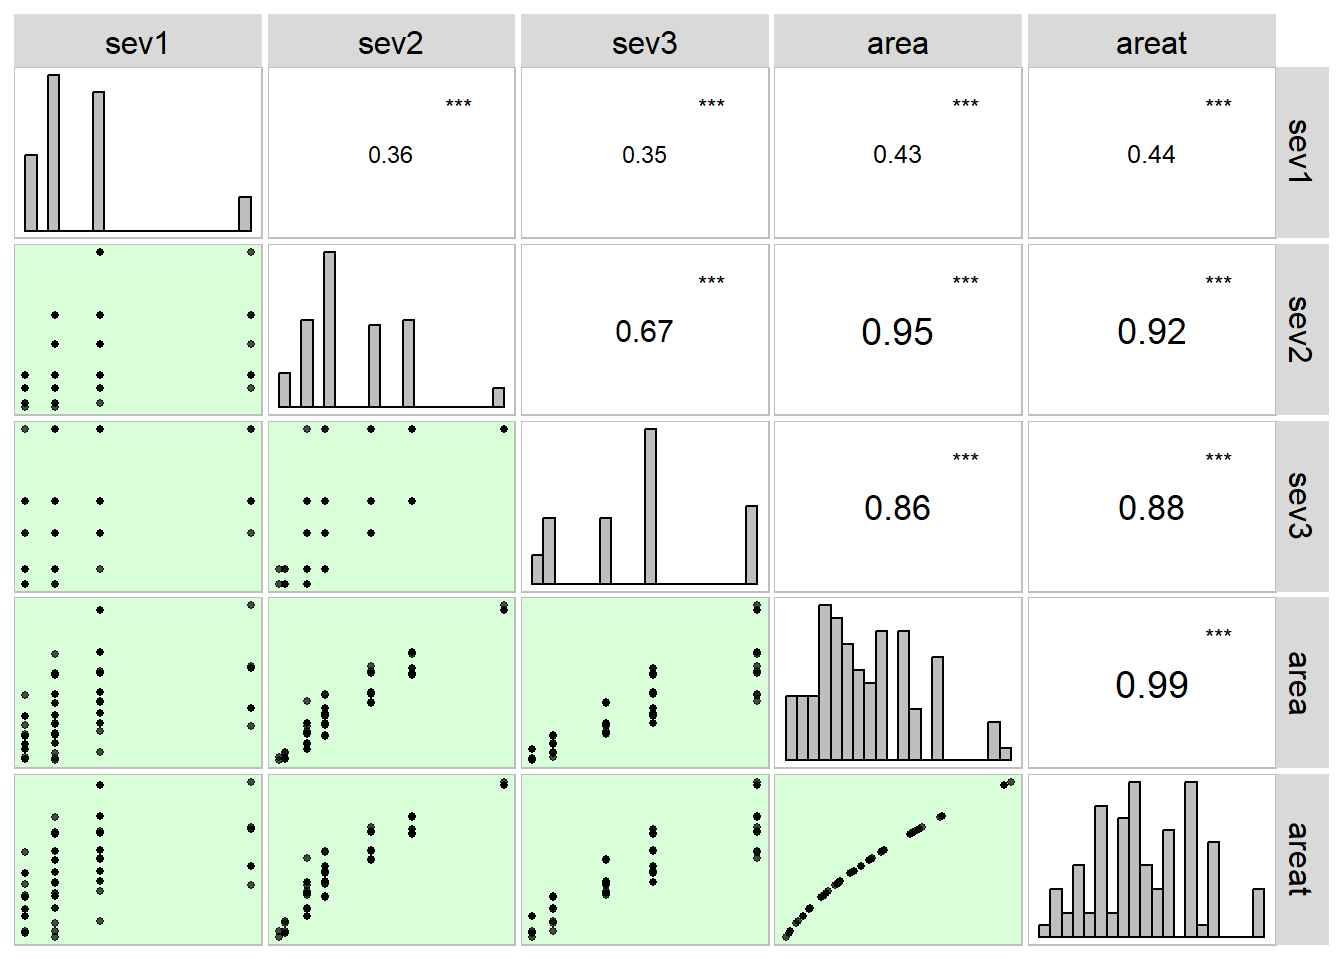 sev1 sev2 sev3 area areat
*** *** *** ***
0.36 0.35 0.43 0.44
sev1
*** *** ***
0.67 0.95 0.92
sev2
*** ***
0.86 0.88
sev3
***
0.99
area
areat